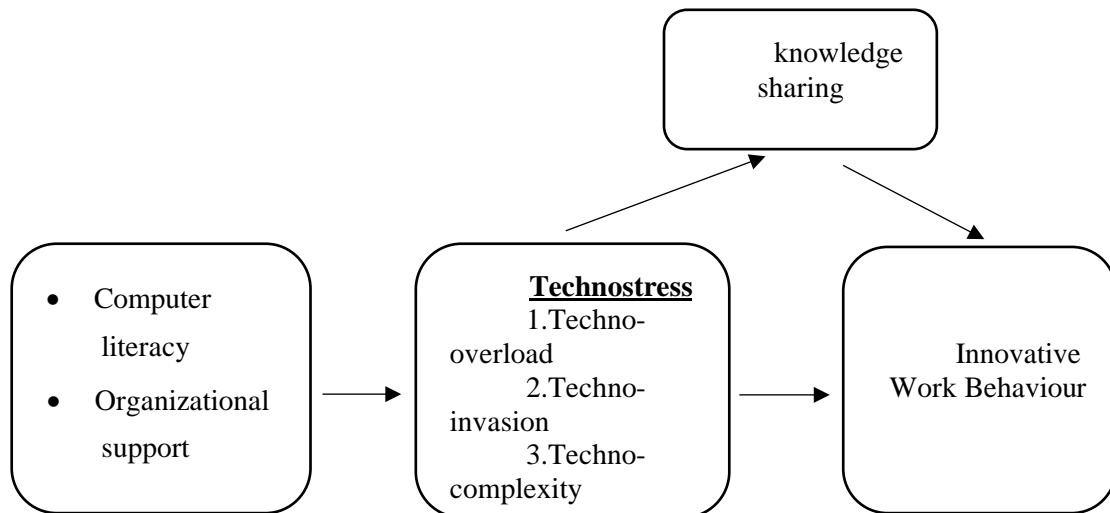 knowledge
sharing
• Computer
literacy
• Organizational
support
Technostress
1.Techno-
overload
2.Techno-
invasion
3.Techno-
complexity
Innovative
Work Behaviour